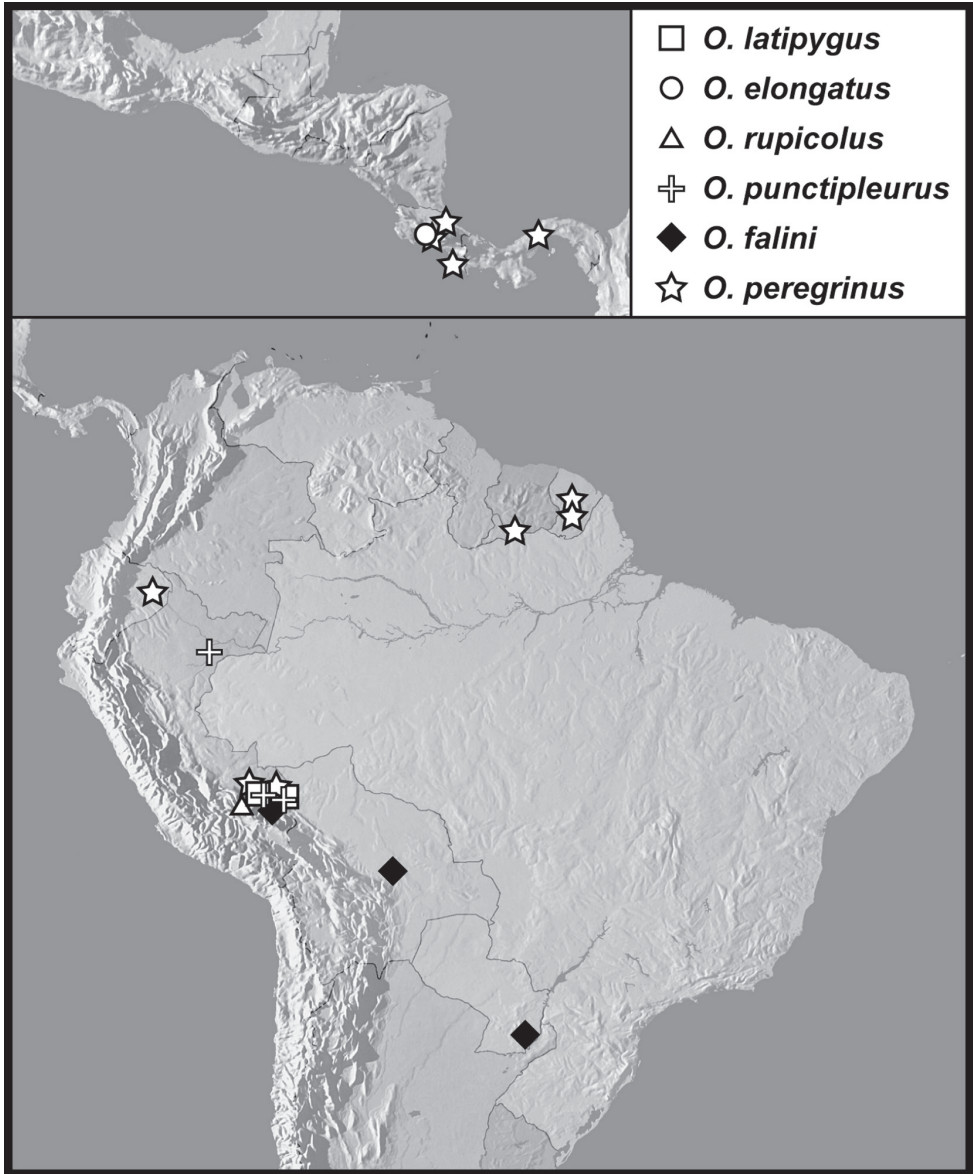 O. latipygus
O. elongatus
O. rupicolus
O. punctipleurus
O. falini
O. peregrinus